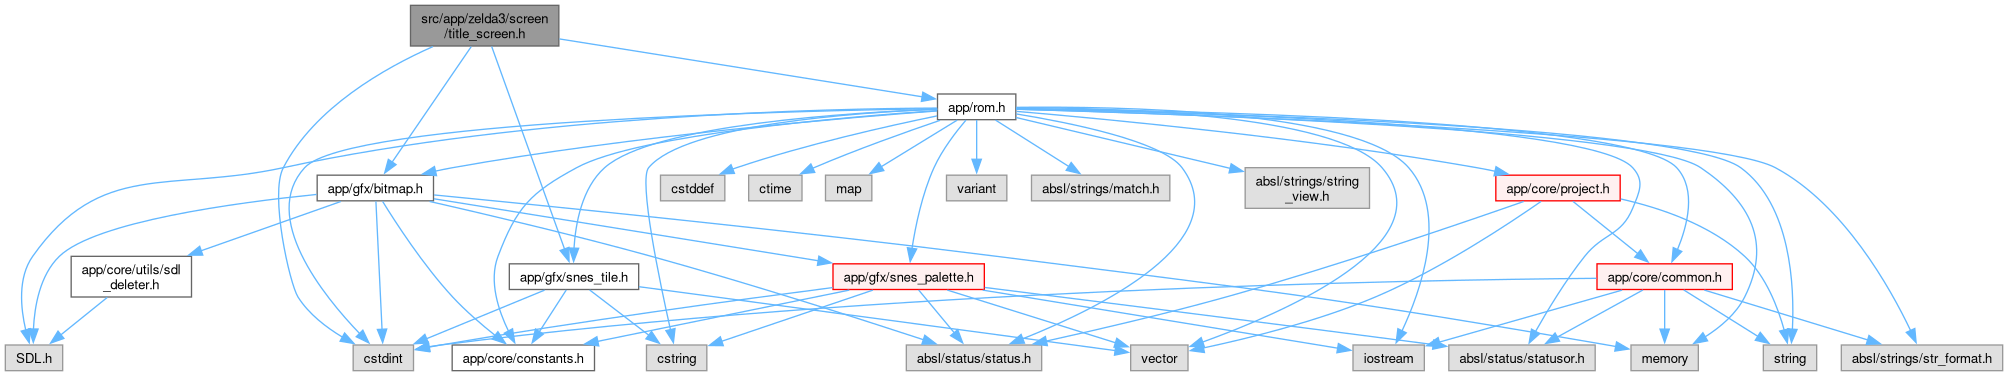 src/app/zelda3/screen
/title_screen.h
app/rom.h
app/gfx/bitmap.h
cstddef
ctime
map
variant
absl/strings/match.h
absl/strings/string
_view.h
app/core/project.h
app/core/utils/sdl
_deleter.h
app/gfx/snes_tile.h
app/gfx/snes_palette.h
app/core/common.h
SDL.h
cstdint
app/core/constants.h
cstring
absl/status/status.h
vector
iostream
absl/status/statusor.h
memory
string
absl/strings/str_format.h